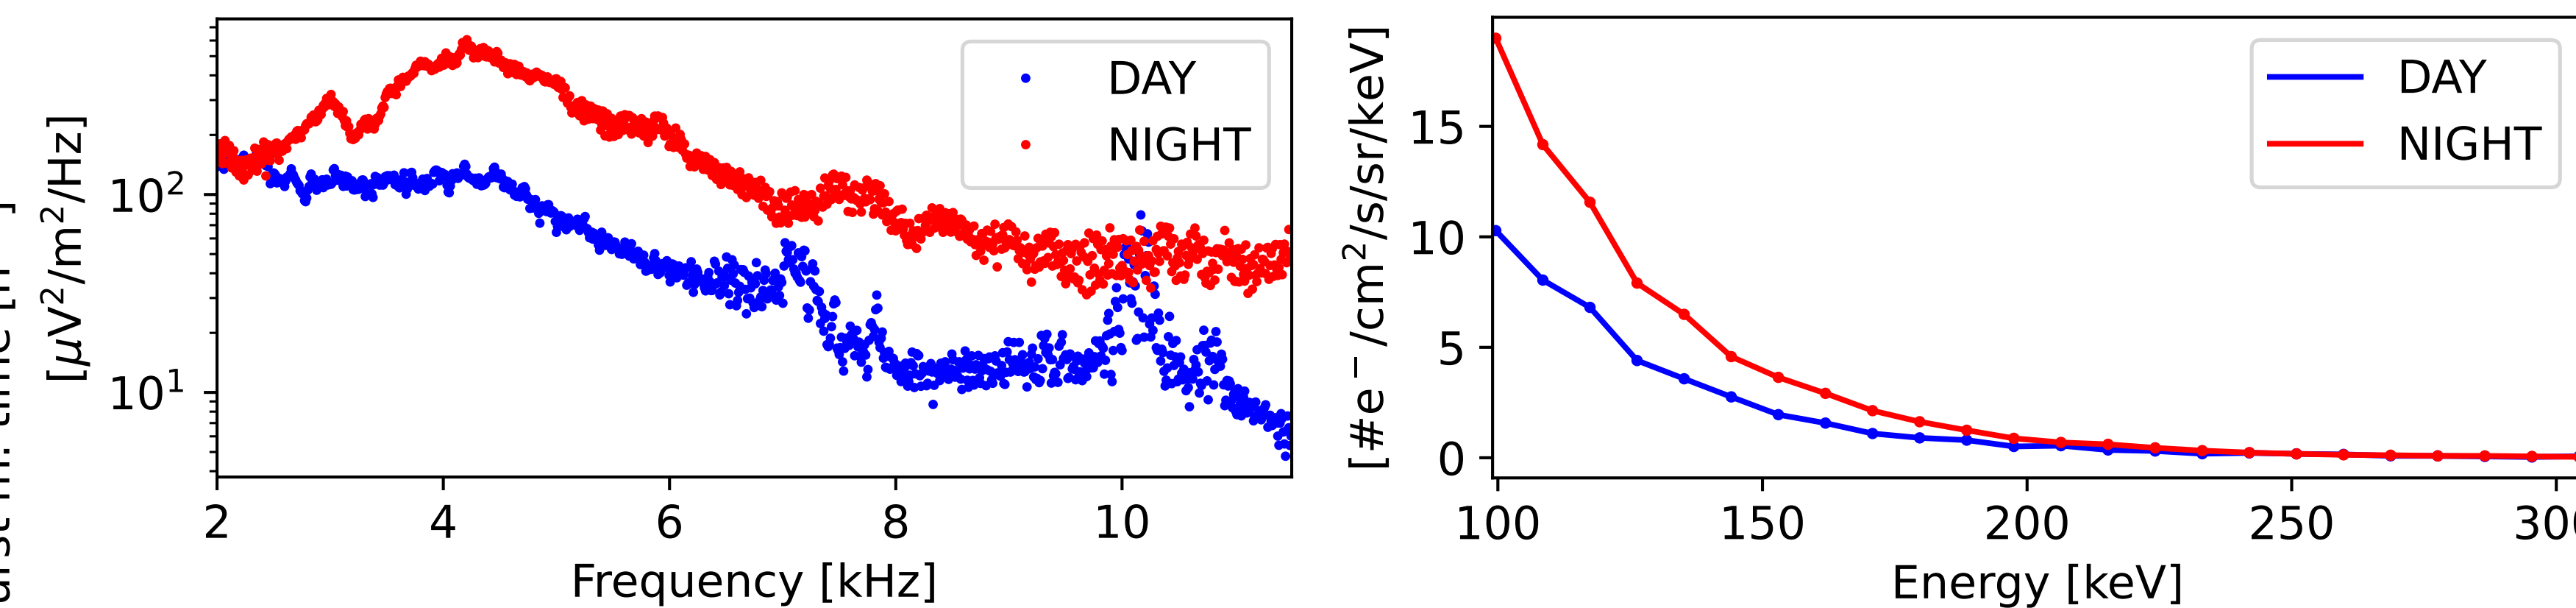 [μV²/m²/Hz]
10²
10¹
DAY
NIGHT
2 4 6 8 10
Frequency [kHz]
[#e⁻/cm²/s/sr/keV]
15
10
5
0
DAY
NIGHT
100 150 200 250
Energy [keV]